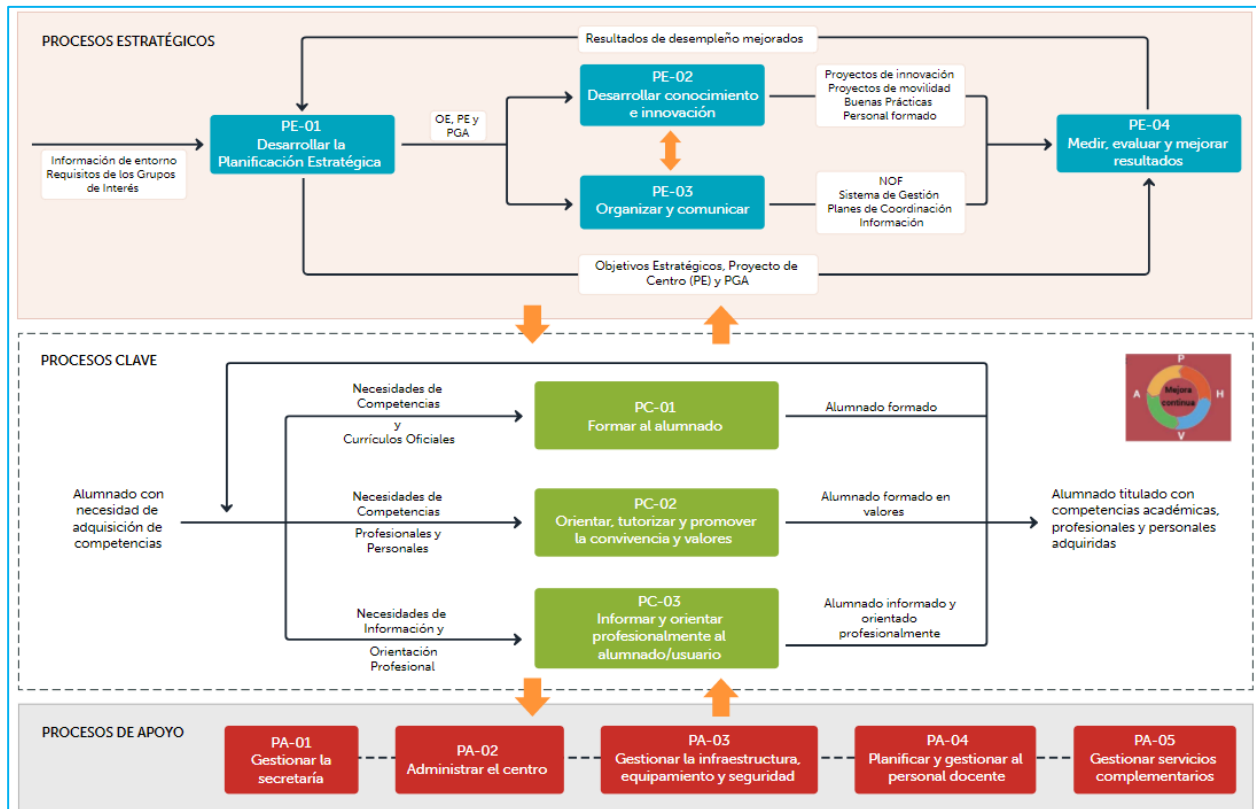 PROCESOS ESTRATÉGICOS
Resultados de desempleño mejorados
PE-02
Desarrollar conocimiento
e innovación
Proyectos de innovación
Proyectos de movilidad
Buenas Prácticas
Personal formado
OE, PE y
PGA
PE-01
Desarrollar la
Planificación Estratégica
PE-04
Medir, evaluar y mejorar
resultados
Información de entorno
Requisitos de los Grupos
de Interés
PE-03
Organizar y comunicar
NOF
Sistema de Gestión
Planes de Coordinación
Información
Objetivos Estratégicos, Proyecto de
Centro (PE) y PGA
PROCESOS CLAVE
P
A
Mejora
continua
H
V
Necesidades de
Competencias
y
Currículos Oficiales
PC-01
Formar al alumnado
Alumnado formado
Alumnado con
necesidad de
adquisición de
competencias
Necesidades de
Competencias
Profesionales y
Personales
PC-02
Orientar, tutorizar y promover
la convivencia y valores
Alumnado formado en
valores
Alumnado titulado con
competencias académicas,
profesionales y personales
adquiridas
Necesidades de
Información y
Orientación
Profesional
PC-03
Informar y orientar
profesionalmente al
alumnado/usuario
Alumnado informado y
orientado
profesionalmente
PROCESOS DE APOYO
PA-01
Gestionar la
secretaría
PA-02
Administrar el centro
PA-03
Gestionar la infraestructura,
equipamiento y seguridad
PA-04
Planificar y gestionar al
personal docente
PA-05
Gestionar servicios
complementarios